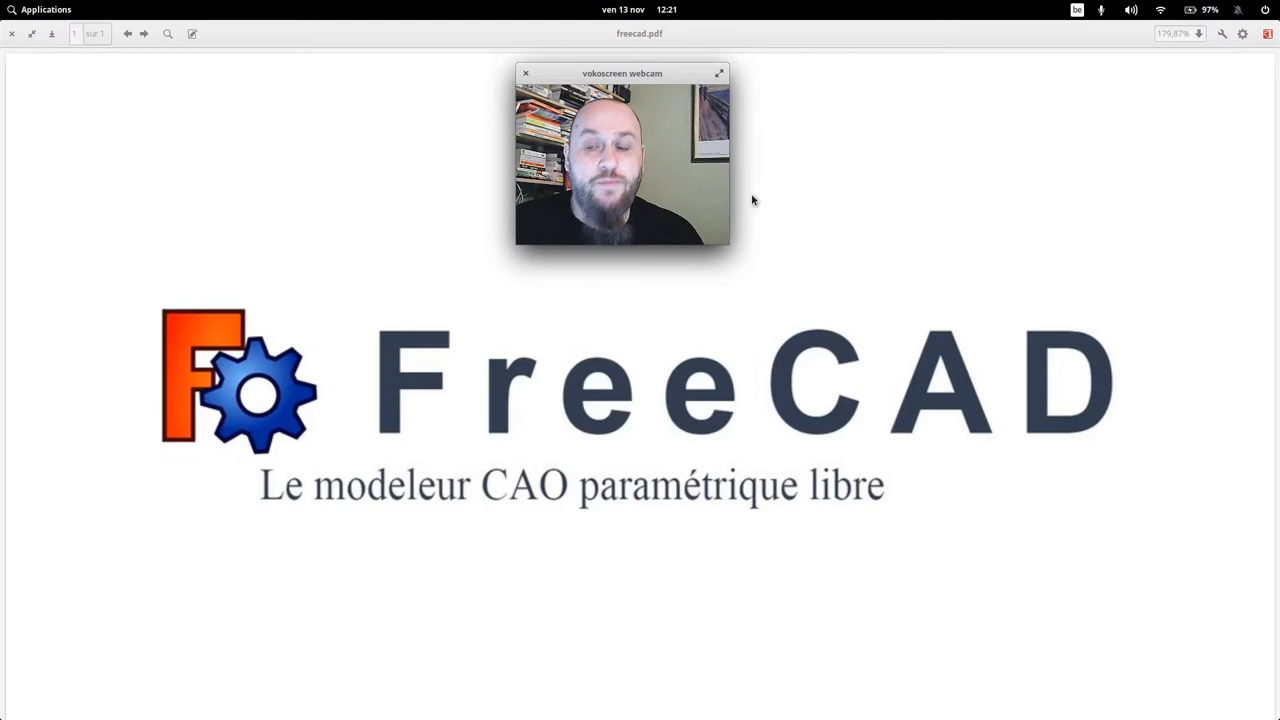 Applications
ven 13 nov 12:21
be
97%
1 sur 1
freecad.pdf
179,87%
vokoscreen webcam
FreeCAD
Le modeleur CAO paramétrique libre